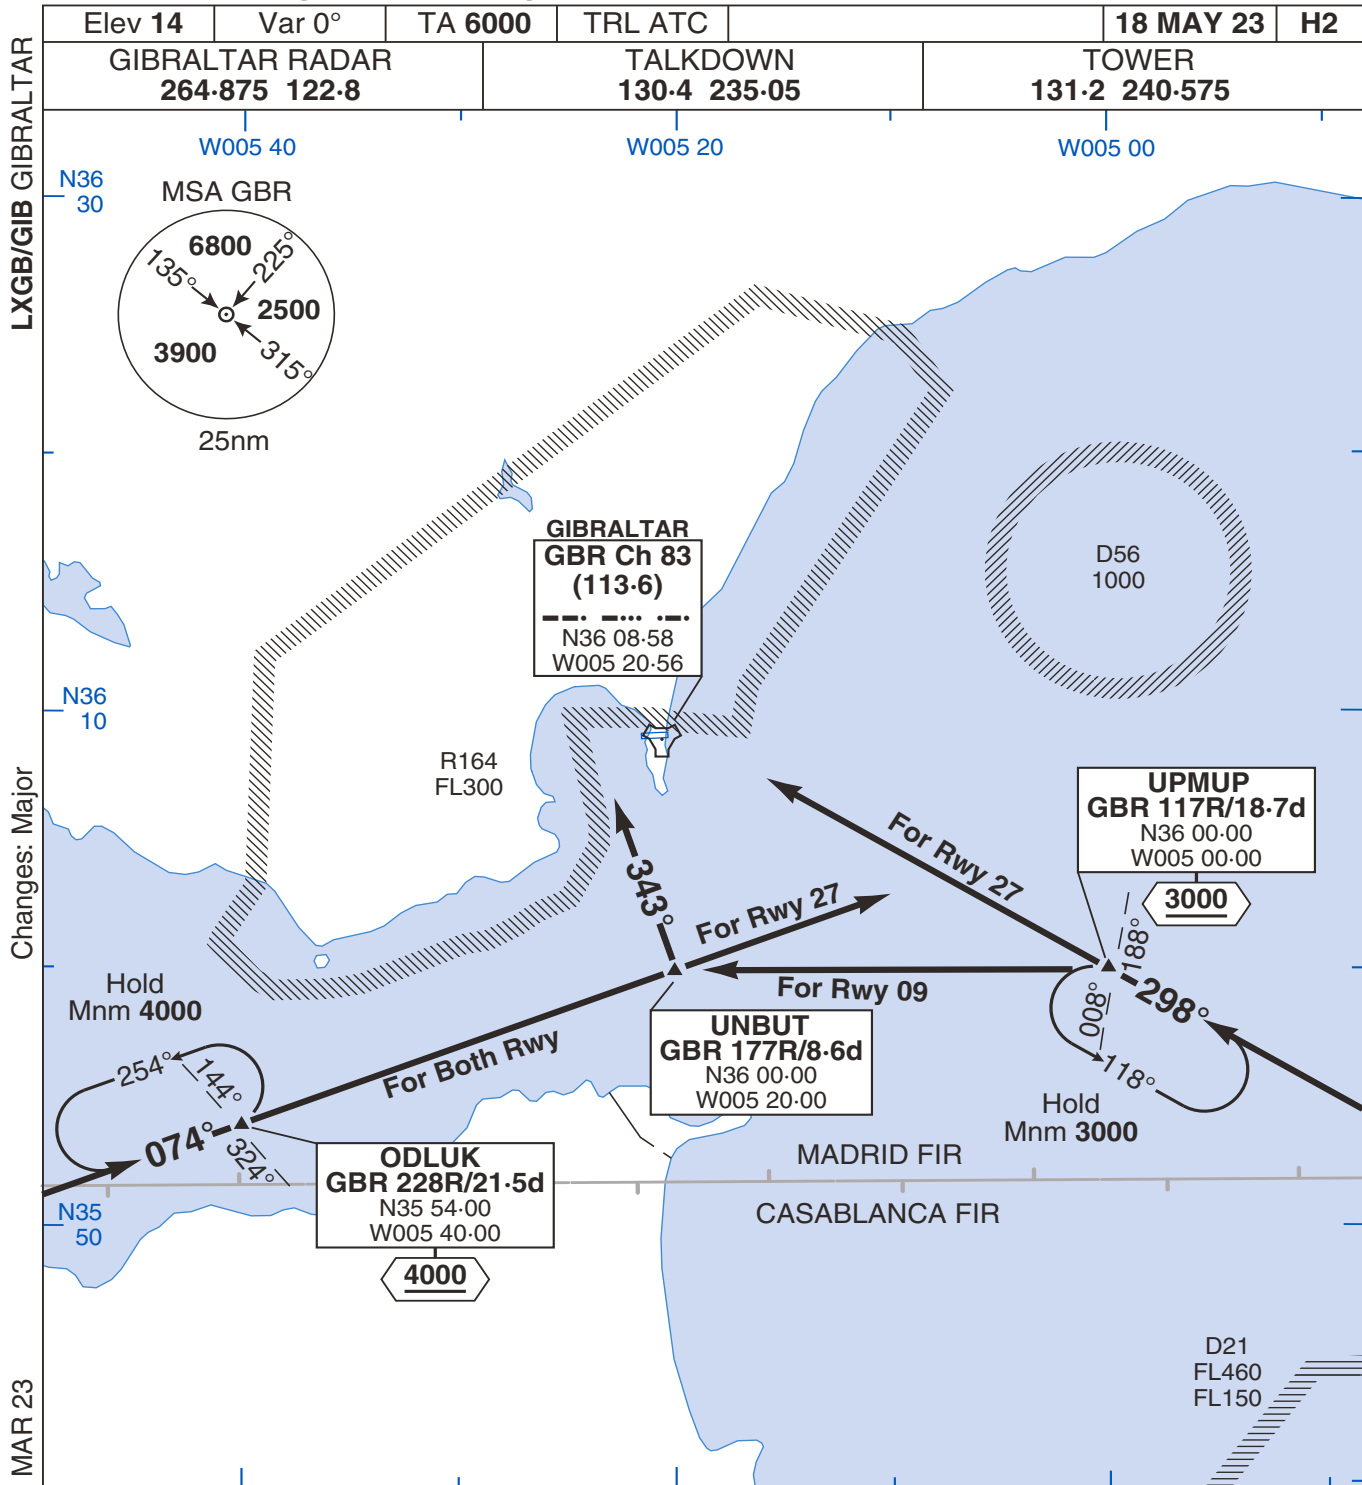 Elev 14
Var 0°
TA 6000
TRL ATC
18 MAY 23
H2
GIBRALTAR RADAR
264·875 122·8
TALKDOWN
130·4 235·05
TOWER
131·2 240·575
LXGB/GIB GIBRALTAR
Changes: Major
MAR 23
W005 40
W005 20
W005 00
N36
30
MSA GBR
6800
135°
225°
2500
3900
315°
25nm
GIBRALTAR
GBR Ch 83
(113·6)
N36 08·58
W005 20·56
D56
1000
N36
10
R164
FL300
UPMUP
GBR 117R/18·7d
N36 00·00
W005 00·00
3000
For Rwy 27
343°
For Rwy 27
188°
Hold
Mnm 4000
For Rwy 09
008°
298°
UNBUT
GBR 177R/8·6d
N36 00·00
W005 20·00
254°
144°
For Both Rwy
118°
Hold
Mnm 3000
074°
324°
ODLUK
GBR 228R/21·5d
N35 54·00
W005 40·00
4000
MADRID FIR
CASABLANCA FIR
N35
50
D21
FL460
FL150